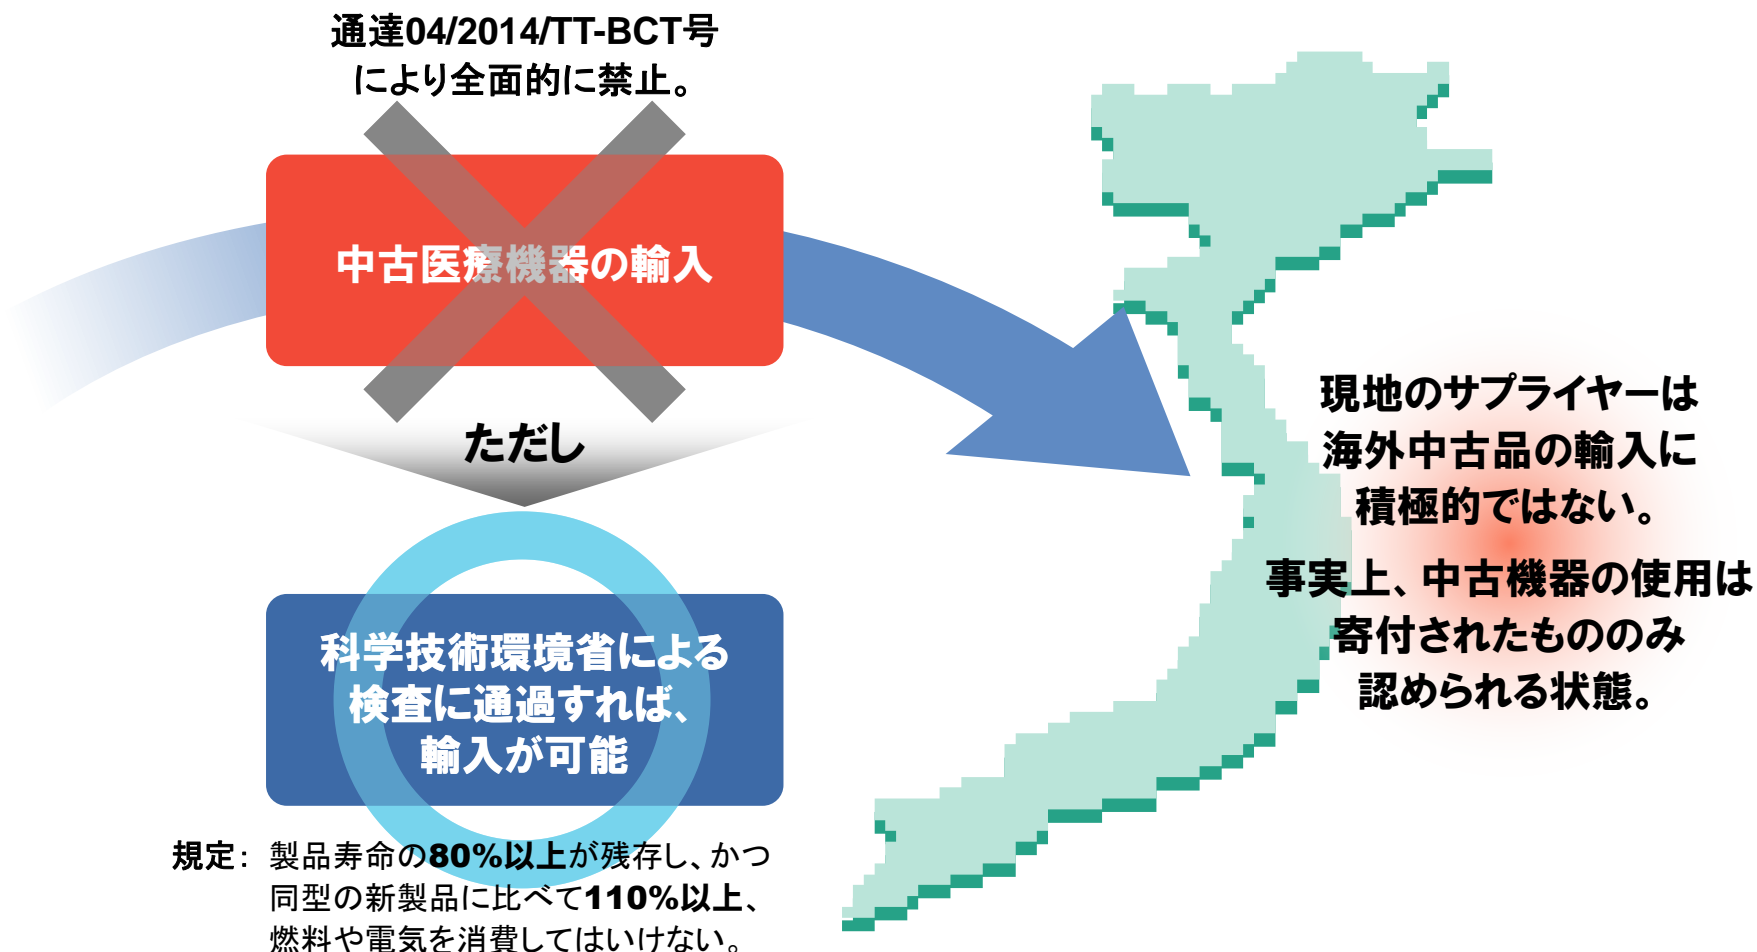 通達04/2014/TT-BCT号
により全面的に禁止。
中古医療機器の輸入
ただし
科学技術環境省による
検査に通過すれば、
輸入が可能
規定： 製品寿命の80%以上が残存し、かつ
同型の新製品に比べて110%以上、
燃料や電気を消費してはいけない。
現地のサプライヤーは
海外中古品の輸入に
積極的ではない。
事実上、中古機器の使用は
寄付されたもののみ
認められる状態。